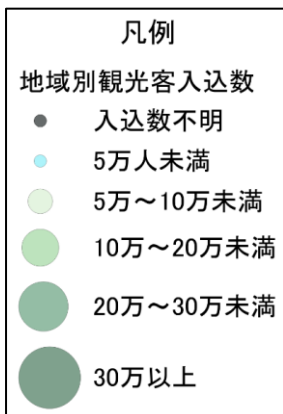 凡例
地域別観光客入込数
入込数不明
5万人未満
5万～10万未満
10万～20万未満
20万～30万未満
30万以上